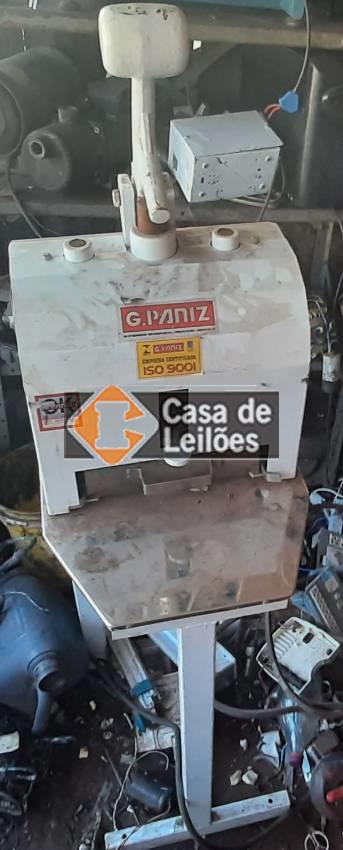 G.PANIZ
G.PANIZ
EMPRESA CERTIFICADA
ISO 9001
Casa de
Leilões